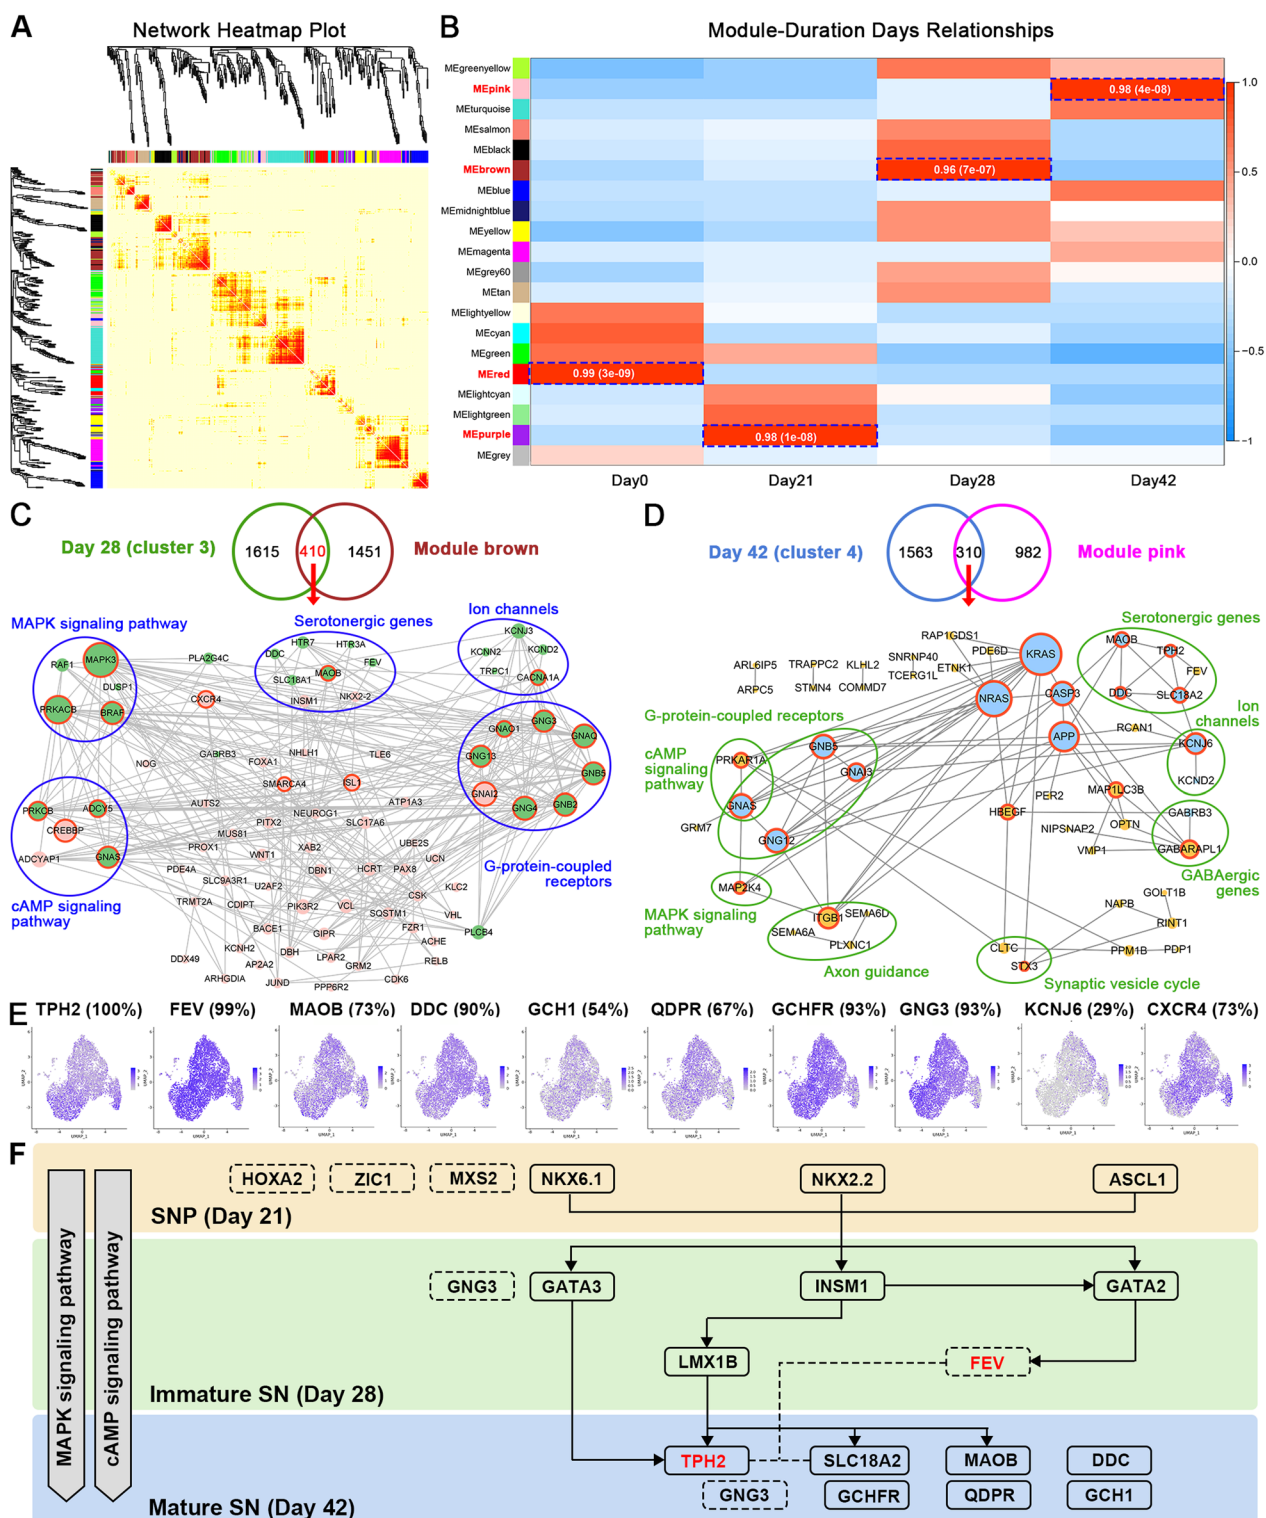 A
Network Heatmap Plot
B
Module-Duration Days Relationships
MEgreenyellow
MEpink
MEturquoise
MEsalmon
MEblack
MEbrown
MEblue
MEmidnightblue
MEyellow
MEmagenta
MEgrey60
MEtan
MElightyellow
MEcyan
MEgreen
MEred
MElightcyan
MElightgreen
MEpurple
MEgrey
0.98 (4e-08)
0.96 (7e-07)
0.99 (3e-09)
0.98 (1e-08)
1.0
0.5
0.0
−0.5
−1
Day0
Day21
Day28
Day42
C
Day 28 (cluster 3)
1615
410
1451
Module brown
MAPK signaling pathway
Serotonergic genes
Ion channels
MAPK3
RAF1
DUSP1
PRKACB
BRAF
PLA2G4C
CXCR4
HTR7
HTR3A
DDC
FEV
MAOB
SLC18A1
NKX2-2
INSM1
KCNJ3
KCNN2
KCND2
TRPC1
CACNA1A
GNAO1
GNG3
GNAQ
GNG13
GNB5
GNAI2
GNG4
GNB2
NOG
GABRB3
NHLH1
FOXA1
TLE6
SMARCA4
ISL1
PRKCB
ADCY5
CREBBP
ADCYAP1
GNAS
AUTS2
ATP1A3
NEUROG1
PITX2
SLC17A6
MUS81
PROX1
XAB2
UBE2S
WNT1
UCN
PDE4A
DBN1
HCRT
PAX8
SLC9A3R1
U2AF2
KLC2
CSK
TRMT2A
CDIPT
PIK3R2
VCL
SQSTM1
VHL
BACE1
FZR1
GIPR
PLCB4
ACHE
KCNH2
DBH
LPAR2
RELB
DDX49
AP2A2
GRM2
ARHGDIA
JUND
PPP6R2
CDK6
cAMP signaling
pathway
G-protein-coupled
receptors
D
Day 42 (cluster 4)
1563
310
982
Module pink
Serotonergic genes
RAP1GDS1
PDE6D
KRAS
MAOB
TPH2
FEV
DDC
SLC18A2
SNRNP40
ETNK1
TCERG1L
ARL6IP5
TRAPPC2
KLHL2
ARPC5
STMN4
COMMD7
NRAS
CASP3
APP
RCAN1
Ion
channels
KCNJ6
KCND2
G-protein-coupled receptors
cAMP
signaling
pathway
PRKAR1A
GNB5
GNAI3
GNAS
GNG12
GRM7
PER2
MAP1LC3B
HBEGF
GABRB3
OPTN
NIPSNAP2
VMP1
GABARAPL1
GABAergic
genes
MAP2K4
MAPK signaling
pathway
ITGB1
SEMA6D
SEMA6A
PLXNC1
Axon guidance
GOLT1B
NAPB
RINT1
CLTC
STX3
PPM1B
PDP1
Synaptic vesicle cycle
E
TPH2 (100%)
FEV (99%)
MAOB (73%)
DDC (90%)
GCH1 (54%)
QDPR (67%)
GCHFR (93%)
GNG3 (93%)
KCNJ6 (29%)
CXCR4 (73%)
F
MAPK signaling pathway
cAMP signaling pathway
HOXA2
ZIC1
MXS2
NKX6.1
NKX2.2
ASCL1
SNP (Day 21)
GNG3
GATA3
INSM1
GATA2
LMX1B
FEV
Immature SN (Day 28)
TPH2
SLC18A2
MAOB
DDC
GNG3
GCHFR
QDPR
GCH1
Mature SN (Day 42)